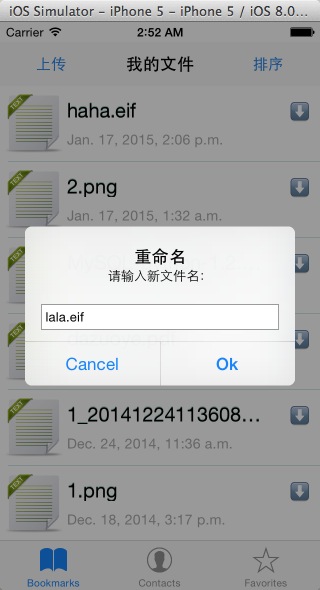 iOS Simulator – iPhone 5 – iPhone 5 / iOS 8.0...
Carrier 2:52 AM
上传 我的文件 排序
TEXT
haha.eif
Jan. 17, 2015, 2:06 p.m.
TEXT
2.png
Jan. 17, 2015, 1:32 a.m.
重命名
请输入新文件名:
lala.eif
Cancel Ok
TEXT
1_20141224113608...
Dec. 24, 2014, 11:36 a.m.
TEXT
1.png
Dec. 18, 2014, 3:17 p.m.
Bookmarks Contacts Favorites